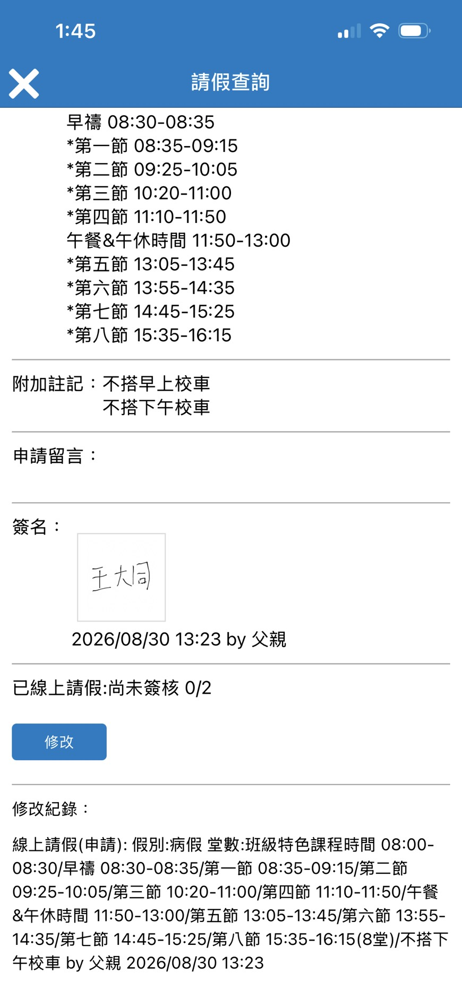 1:45
請假查詢
早禱 08:30-08:35
*第一節 08:35-09:15
*第二節 09:25-10:05
*第三節 10:20-11:00
*第四節 11:10-11:50
午餐&午休時間 11:50-13:00
*第五節 13:05-13:45
*第六節 13:55-14:35
*第七節 14:45-15:25
*第八節 15:35-16:15
附加註記：不搭早上校車
不搭下午校車
申請留言：
簽名：
王大同
2026/08/30 13:23 by 父親
已線上請假:尚未簽核 0/2
修改
修改紀錄：
線上請假(申請): 假別:病假 堂數:班級特色課程時間 08:00-
08:30/早禱 08:30-08:35/第一節 08:35-09:15/第二節
09:25-10:05/第三節 10:20-11:00/第四節 11:10-11:50/午餐
&午休時間 11:50-13:00/第五節 13:05-13:45/第六節 13:55-
14:35/第七節 14:45-15:25/第八節 15:35-16:15(8堂)/不搭下
午校車 by 父親 2026/08/30 13:23